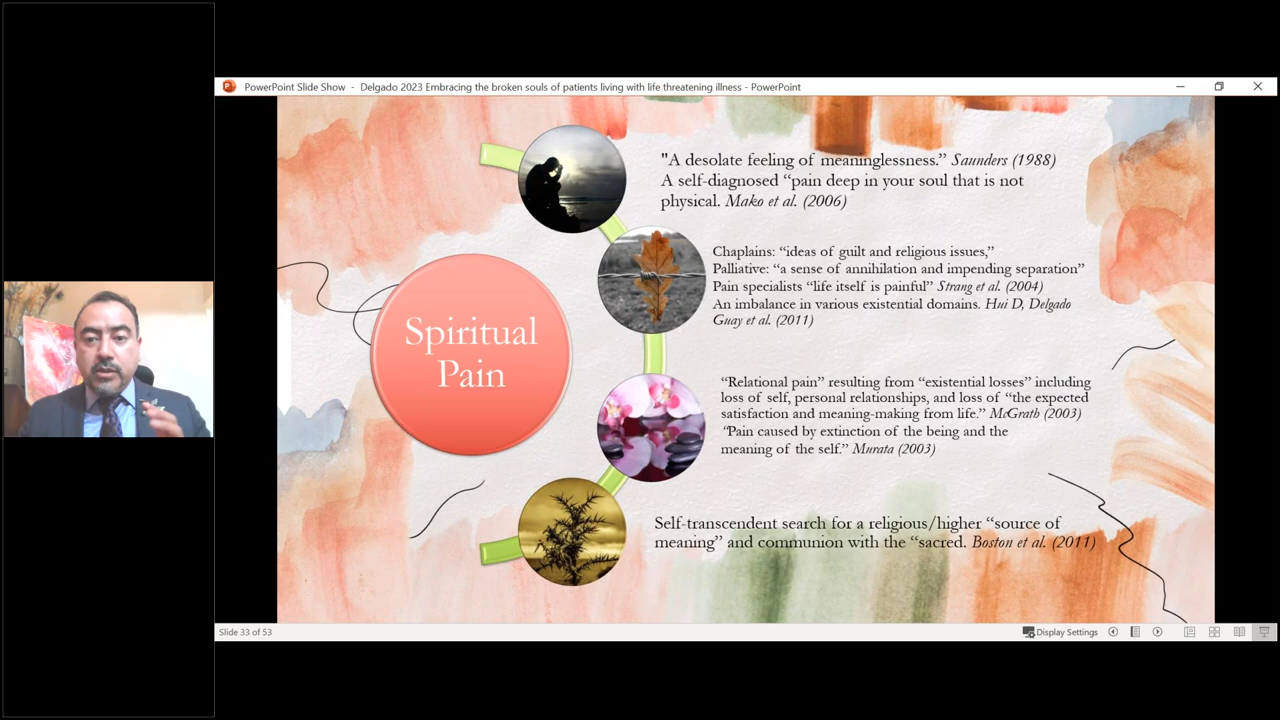 PowerPoint Slide Show - Delgado 2023 Embracing the broken souls of patients living with life threatening illness - PowerPoint
Spiritual
Pain
"A desolate feeling of meaninglessness.” Saunders (1988)
A self-diagnosed “pain deep in your soul that is not
physical. Mako et al. (2006)
Chaplains: “ideas of guilt and religious issues,”
Palliative: “a sense of annihilation and impending separation”
Pain specialists “life itself is painful” Strang et al. (2004)
An imbalance in various existential domains. Hui D, Delgado
Guay et al. (2011)
“Relational pain” resulting from “existential losses” including
loss of self, personal relationships, and loss of “the expected
satisfaction and meaning-making from life.” McGrath (2003)
“Pain caused by extinction of the being and the
meaning of the self.” Murata (2003)
Self-transcendent search for a religious/higher “source of
meaning” and communion with the “sacred. Boston et al. (2011)
Slide 33 of 53
Display Settings